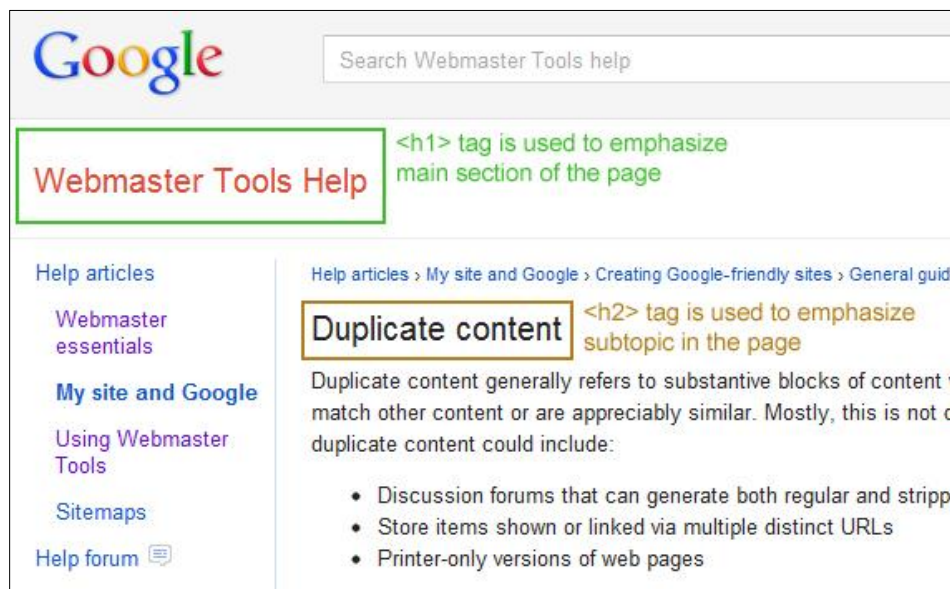 Google
Search Webmaster Tools help
Webmaster Tools Help
<h1> tag is used to emphasize
main section of the page
Help articles
Webmaster
essentials
My site and Google
Using Webmaster
Tools
Sitemaps
Help forum
Help articles › My site and Google › Creating Google-friendly sites › General
Duplicate content
<h2> tag is used to emphasize
subtopic in the page
Duplicate content generally refers to substantive blocks of content
match other content or are appreciably similar. Mostly, this is not
duplicate content could include:
• Discussion forums that can generate both regular and
• Store items shown or linked via multiple distinct URLs
• Printer-only versions of web pages